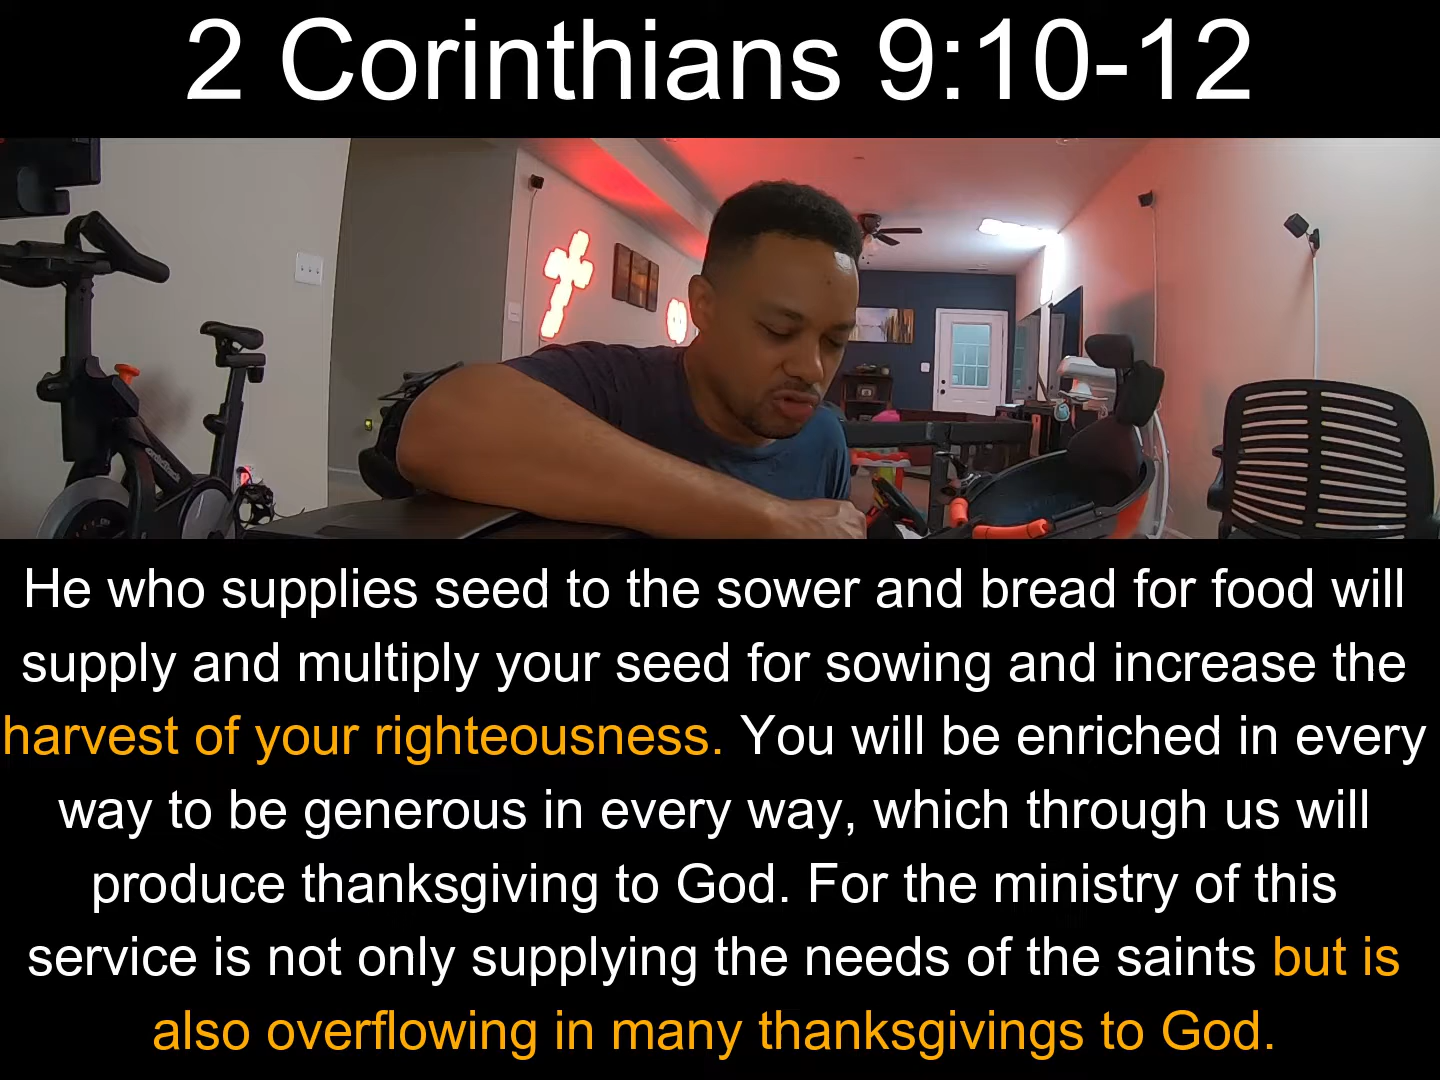 2 Corinthians 9:10-12
He who supplies seed to the sower and bread for food will
supply and multiply your seed for sowing and increase the
harvest of your righteousness. You will be enriched in every
way to be generous in every way, which through us will
produce thanksgiving to God. For the ministry of this
service is not only supplying the needs of the saints but is
also overflowing in many thanksgivings to God.